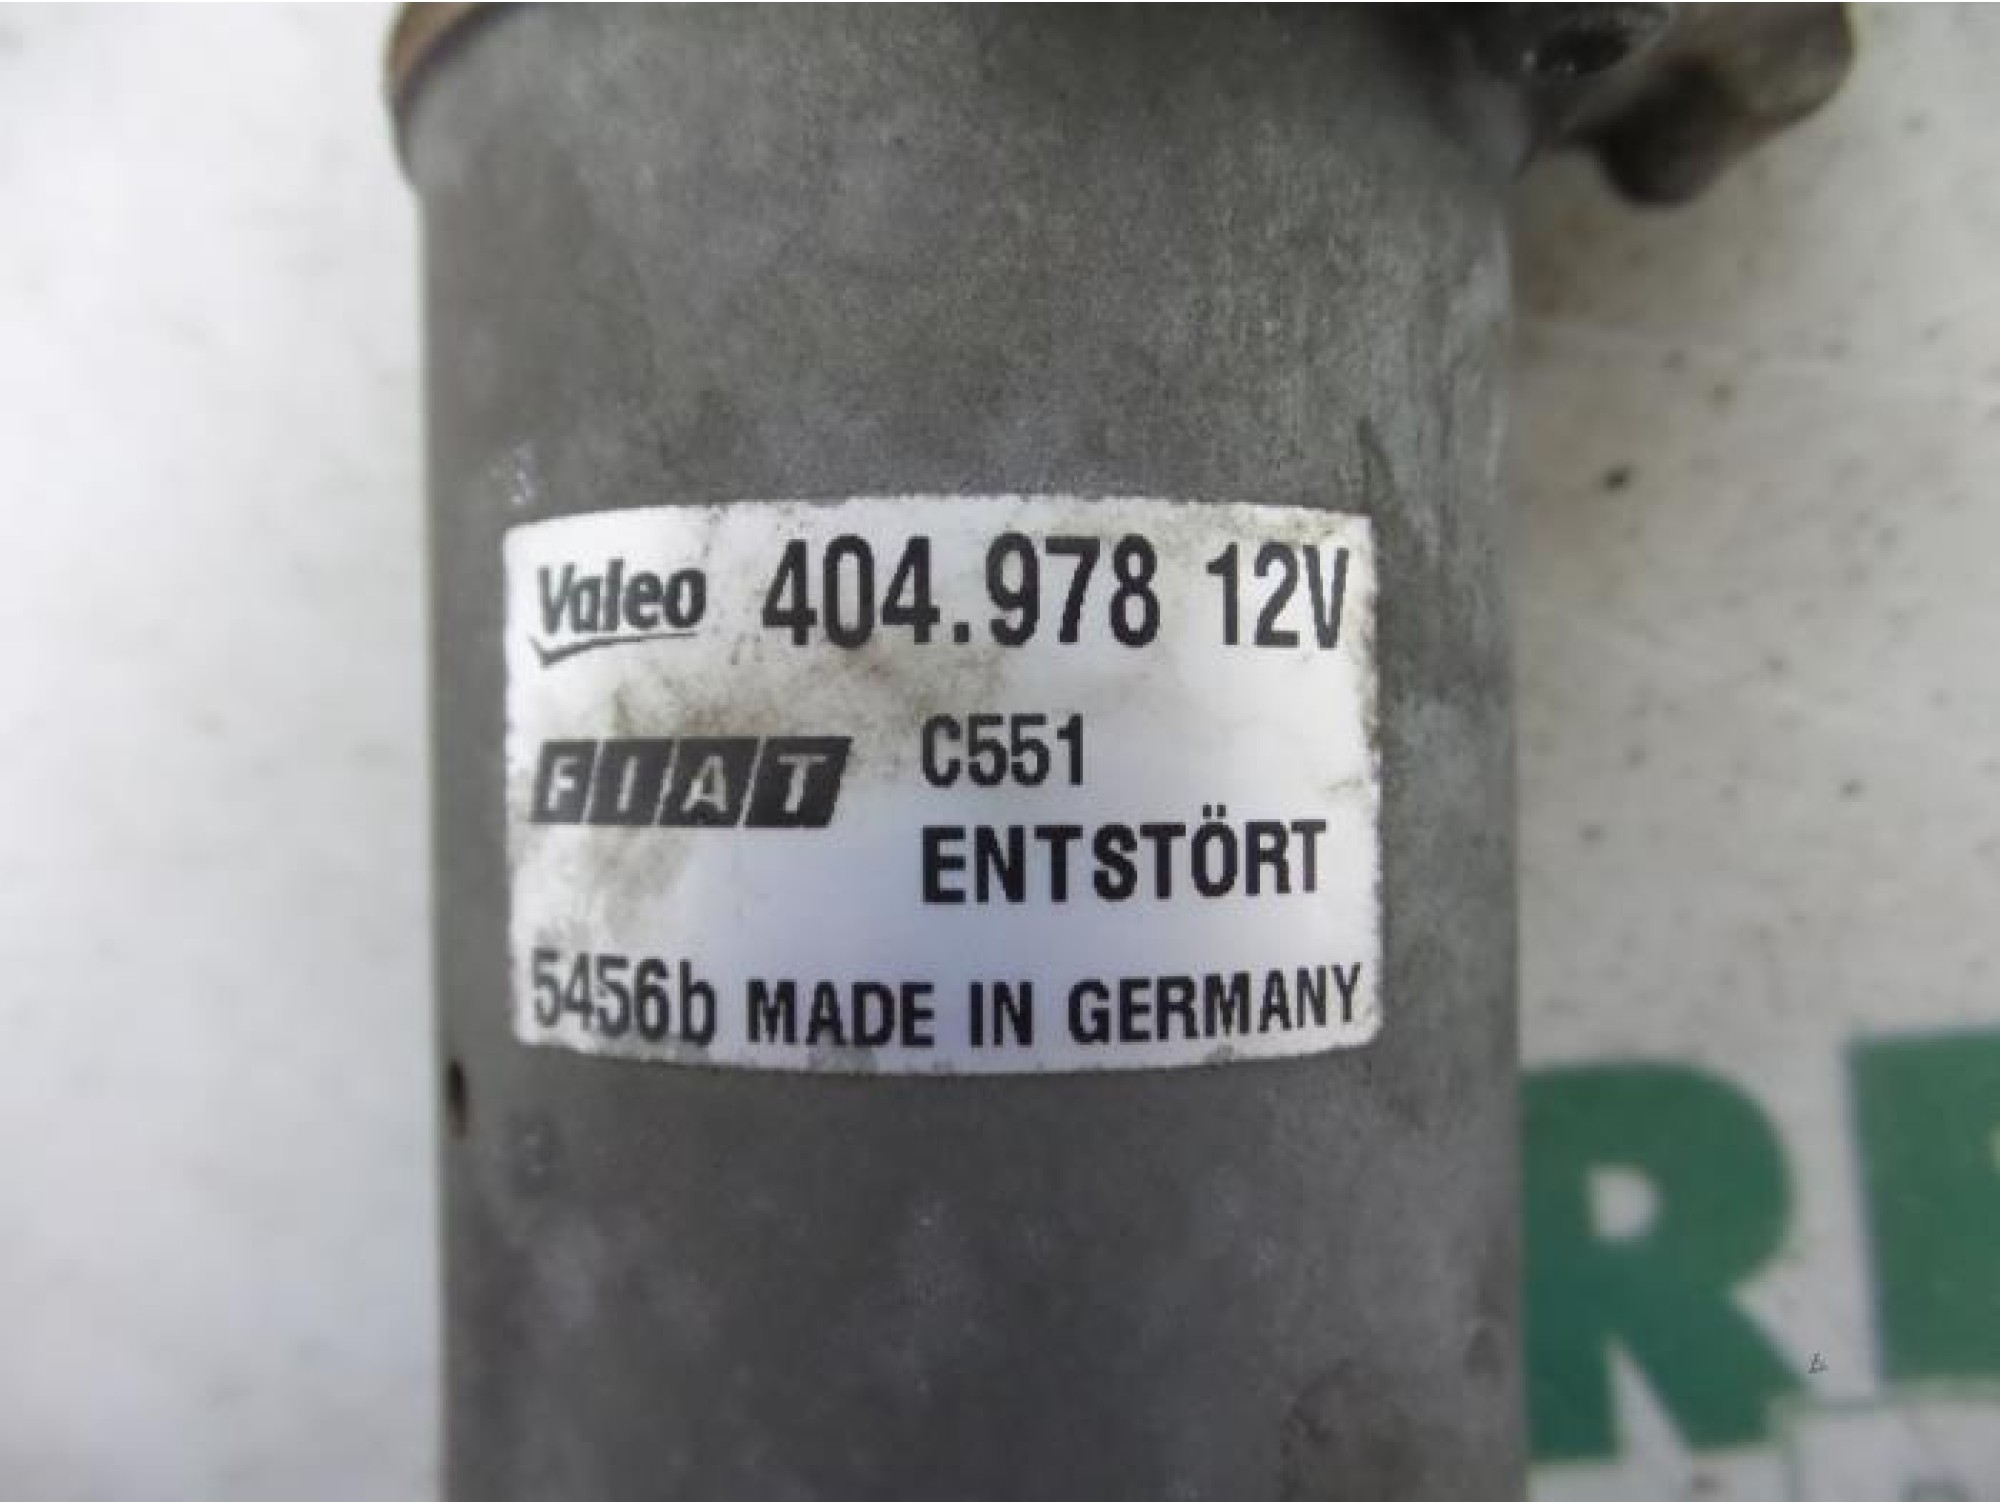 Valeo 404.978 12V
FIAT C551
ENTSTÖRT
5456b MADE IN GERMANY
R